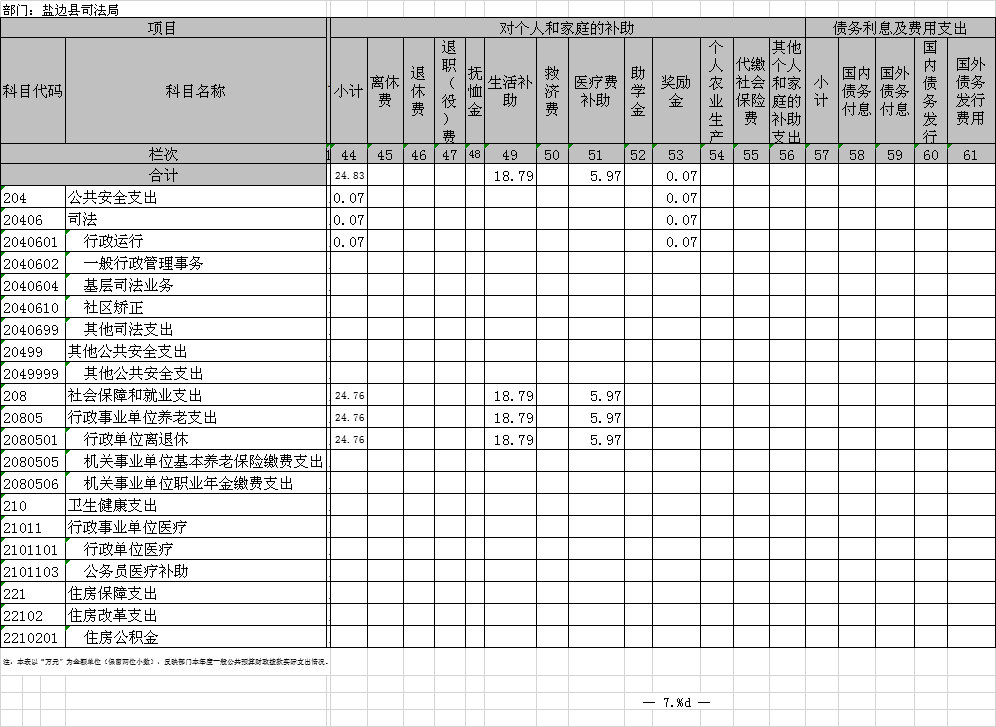 部门：盐边县司法局
项目 对个人和家庭的补助 债务利息及费用支出
科目代码 科目名称 小计 离休费 退休费 退职（役）费 抚恤金 生活补助 救济费 医疗费补助 助学金 奖励金 个人农业生产 代缴社会保险费 其他个人和家庭的补助支出 小计 国内债务付息 国外债务付息 国内债务发行 国外债务发行费用
栏次 1 44 45 46 47 48 49 50 51 52 53 54 55 56 57 58 59 60 61
合计 24.83 18.79 5.97 0.07
204 公共安全支出 0.07 0.07
20406 司法 0.07 0.07
2040601 行政运行 0.07 0.07
2040602 一般行政管理事务
2040604 基层司法业务
2040610 社区矫正
2040699 其他司法支出
20499 其他公共安全支出
2049999 其他公共安全支出
208 社会保障和就业支出 24.76 18.79 5.97
20805 行政事业单位养老支出 24.76 18.79 5.97
2080501 行政单位离退休 24.76 18.79 5.97
2080505 机关事业单位基本养老保险缴费支出
2080506 机关事业单位职业年金缴费支出
210 卫生健康支出
21011 行政事业单位医疗
2101101 行政单位医疗
2101103 公务员医疗补助
221 住房保障支出
22102 住房改革支出
2210201 住房公积金
注：本表以“万元”为金额单位（保留两位小数），反映部门本年度一般公共预算财政拨款实际支出情况。
— 7.%d —